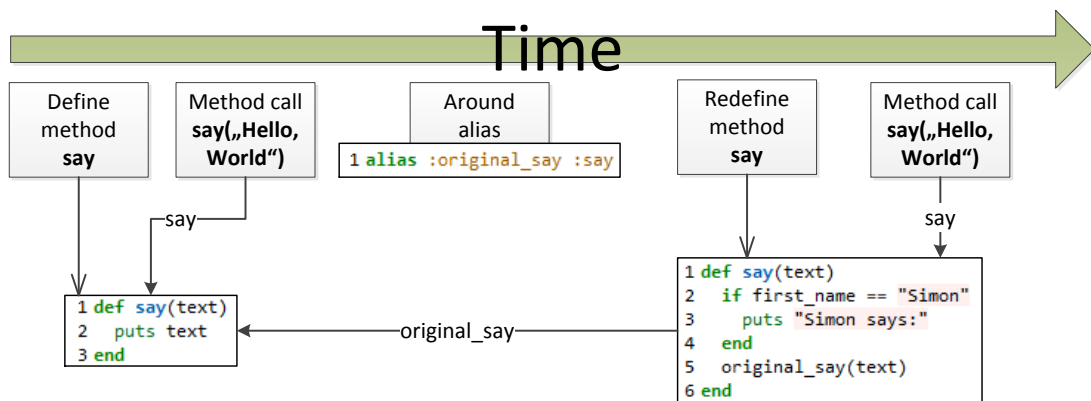 Time
Define
method
say
Method call
say(„Hello,
World“)
Around
alias
1 alias :original_say :say
Redefine
method
say
Method call
say(„Hello,
World“)
say
say
1 def say(text)
2   puts text
3 end
original_say
1 def say(text)
2   if first_name == "Simon"
3     puts "Simon says:"
4   end
5   original_say(text)
6 end